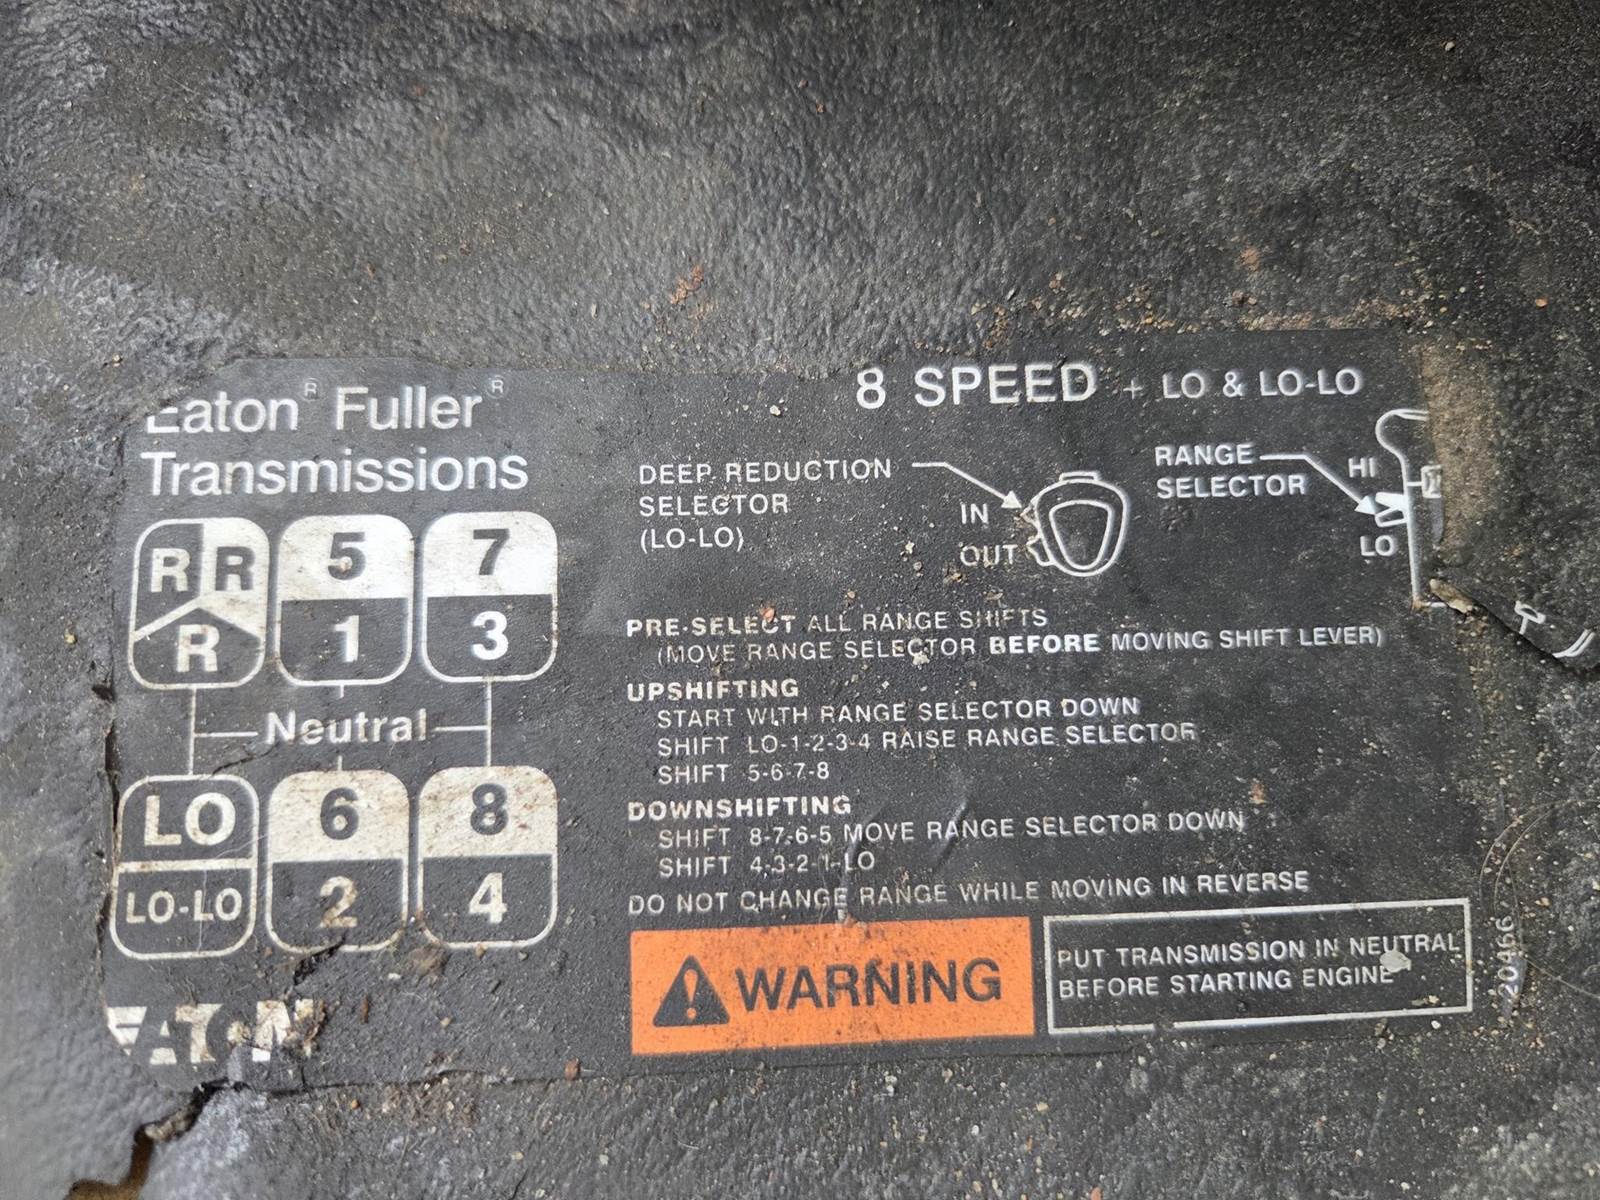 Eaton® Fuller®
Transmissions
8 SPEED + LO & LO-LO
R R 5 7
R 1 3
Neutral
LO 6 8
LO-LO 2 4
EATON
DEEP REDUCTION
SELECTOR
(LO-LO)
IN
OUT
RANGE
SELECTOR
HI
LO
PRE-SELECT ALL RANGE SHIFTS
(MOVE RANGE SELECTOR BEFORE MOVING SHIFT LEVER)
UPSHIFTING
START WITH RANGE SELECTOR DOWN
SHIFT LO-1-2-3-4 RAISE RANGE SELECTOR
SHIFT 5-6-7-8
DOWNSHIFTING
SHIFT 8-7-6-5 MOVE RANGE SELECTOR DOWN
SHIFT 4-3-2-1-LO
DO NOT CHANGE RANGE WHILE MOVING IN REVERSE
WARNING
PUT TRANSMISSION IN NEUTRAL
BEFORE STARTING ENGINE
20466